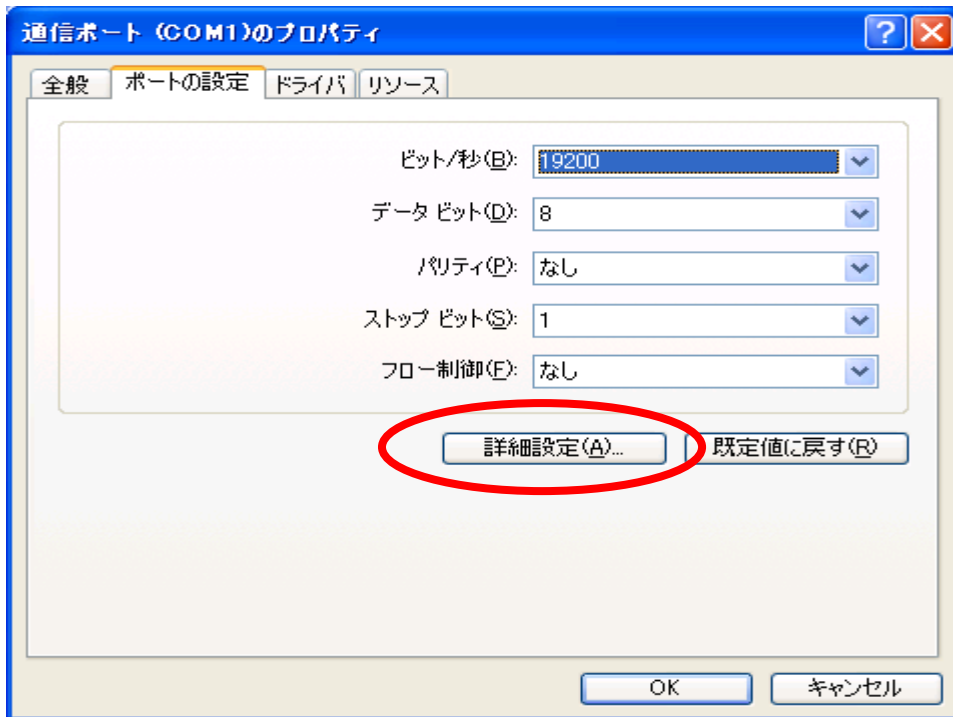 通信ポート (COM1)のプロパティ
全般 ポートの設定 ドライバ リソース
ビット/秒(B): 19200
データ ビット(D): 8
パリティ(P): なし
ストップ ビット(S): 1
フロー制御(F): なし
詳細設定(A)... 既定値に戻す(R)
OK キャンセル